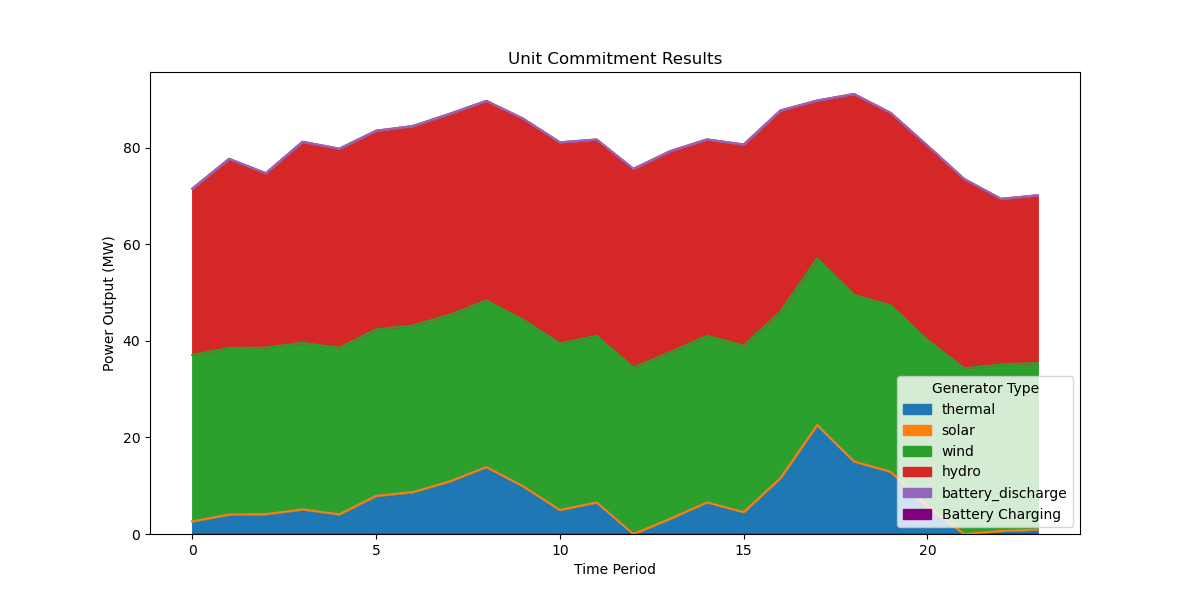 Unit Commitment Results
Power Output (MW)
80
60
40
20
0
0 5 10 15 20
Time Period
Generator Type
thermal
solar
wind
hydro
battery_discharge
Battery Charging